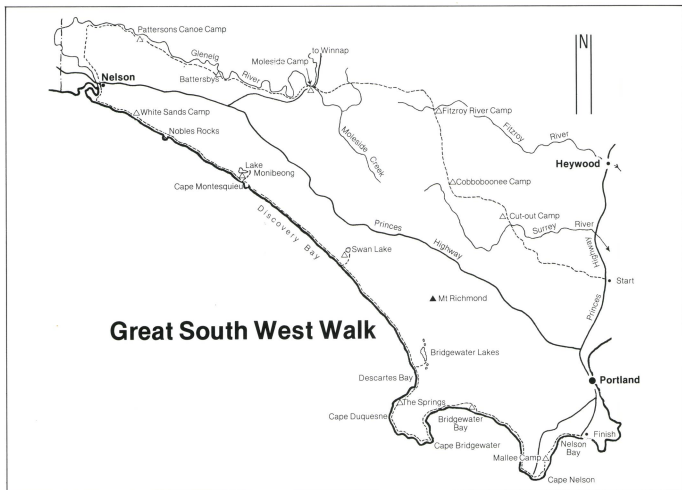 Pattersons Canoe Camp
to Winnap
N
Glenelg
Moleside Camp
River
Battersbys
Nelson
White Sands Camp
Fitzroy River Camp
Fitzroy
River
Nobles Rocks
Moleside
Creek
Heywood
Lake
Monibeong
Cape Montesquieu
Cobboboonee Camp
Discovery Bay
Princes
Highway
Cut-out Camp
Surrey
River
Highway
Princes
Swan Lake
Start
Mt Richmond
Great South West Walk
Bridgewater Lakes
Descartes Bay
Portland
The Springs
Cape Duquesne
Bridgewater
Bay
Cape Bridgewater
Finish
Nelson
Bay
Mallee Camp
Cape Nelson